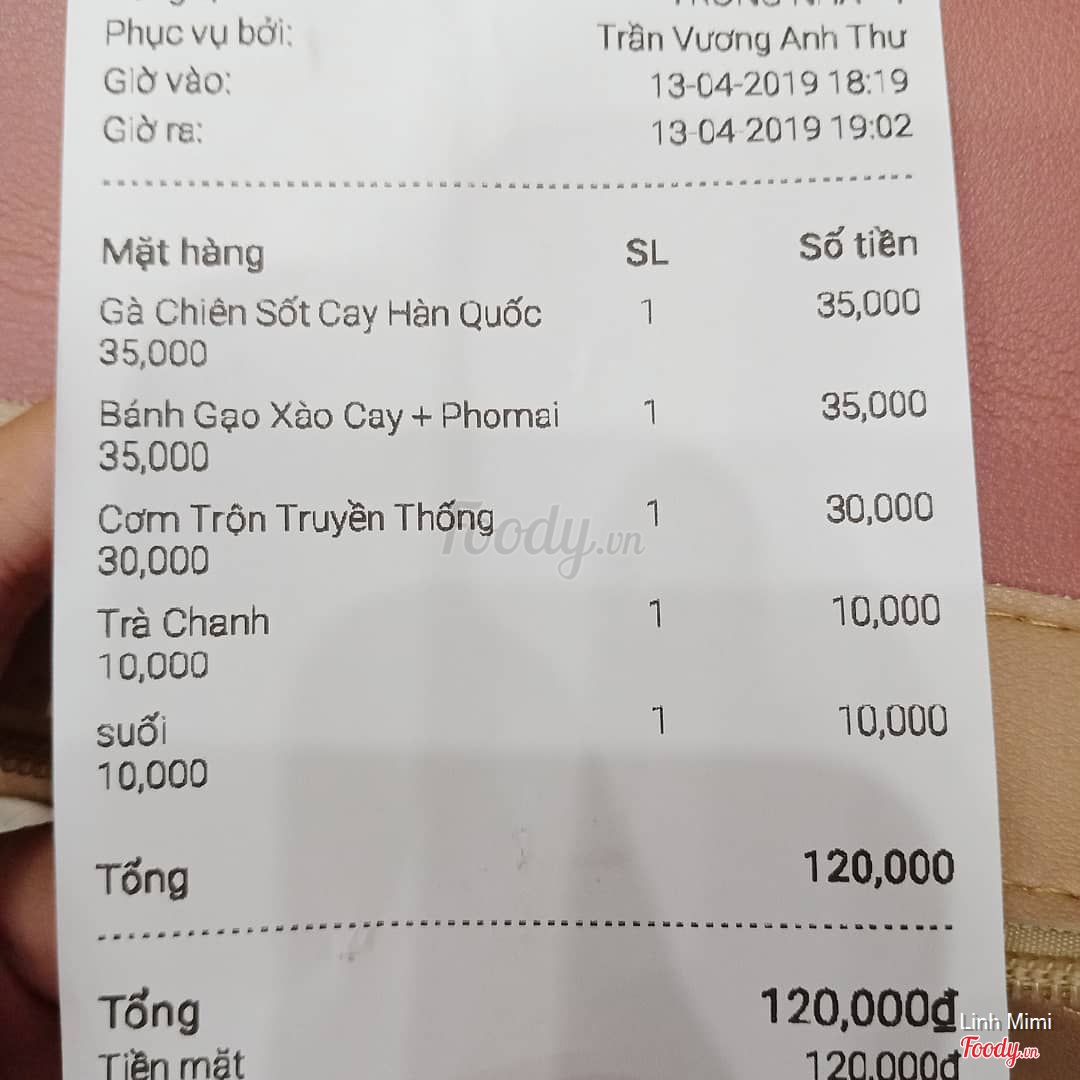 Phục vụ bởi: Trần Vương Anh Thư
Giờ vào: 13-04-2019 18:19
Giờ ra: 13-04-2019 19:02
Mặt hàng SL Số tiền
Gà Chiên Sốt Cay Hàn Quốc 1 35,000
35,000
Bánh Gạo Xào Cay + Phomai 1 35,000
35,000
Cơm Trộn Truyền Thống 1 30,000
30,000
Foody.vn
Trà Chanh 1 10,000
10,000
suối 1 10,000
10,000
Tổng 120,000
Tổng 120,000đ
Tiền mặt 120,000đ
Linh Mimi
Foody.vn